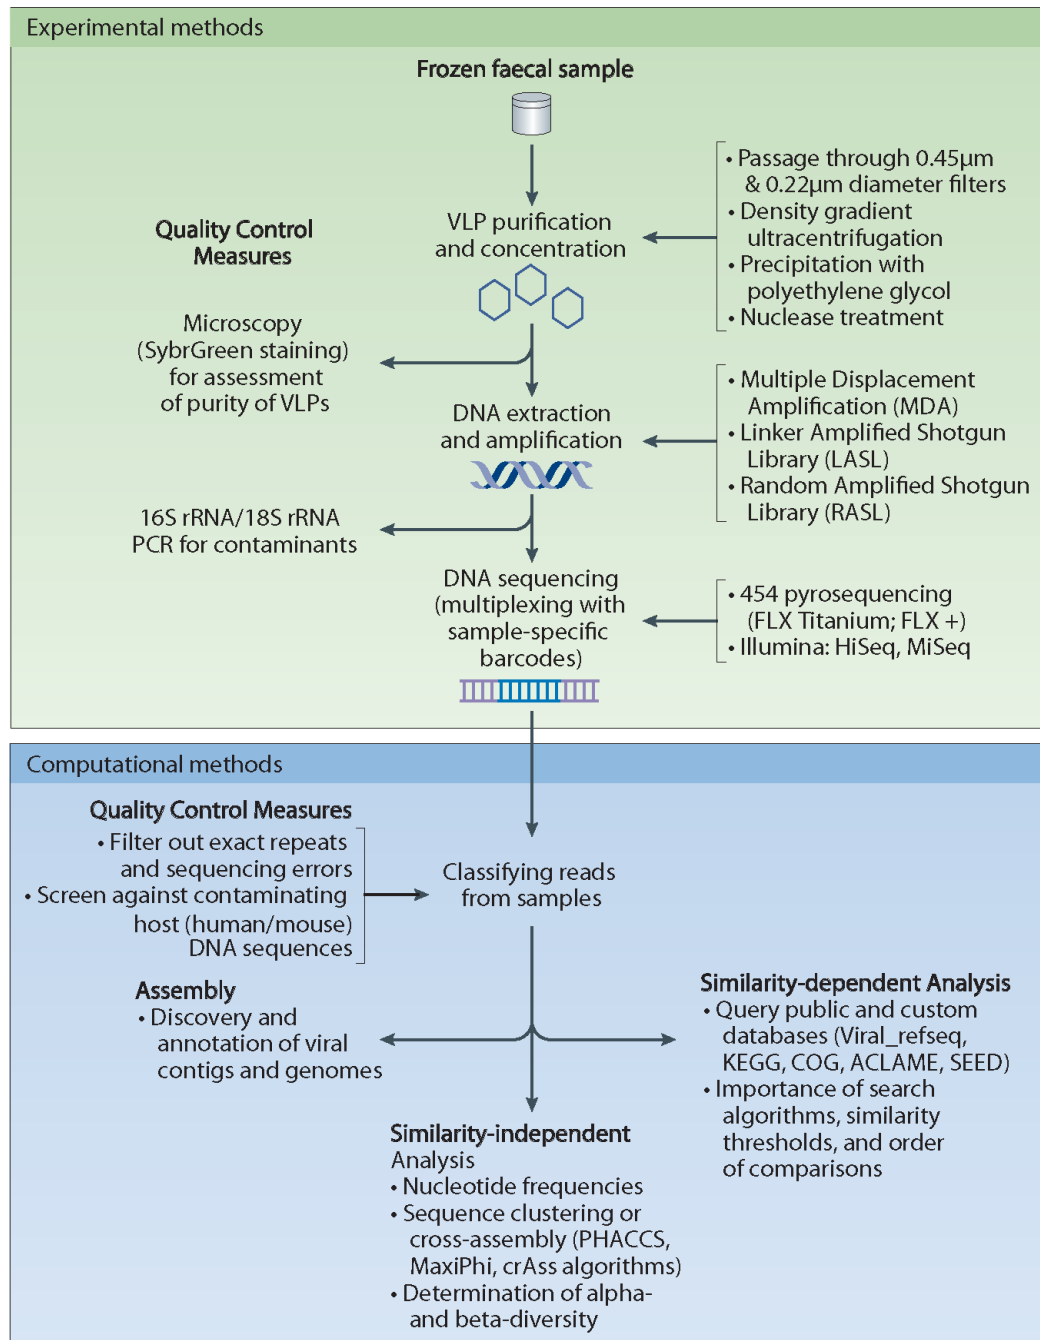 Experimental methods
Frozen faecal sample
• Passage through 0.45µm
& 0.22µm diameter filters
• Density gradient
ultracentrifugation
• Precipitation with
polyethylene glycol
• Nuclease treatment
VLP purification
and concentration
Quality Control
Measures
Microscopy
(SybrGreen staining)
for assessment
of purity of VLPs
• Multiple Displacement
Amplification (MDA)
• Linker Amplified Shotgun
Library (LASL)
• Random Amplified Shotgun
Library (RASL)
DNA extraction
and amplification
16S rRNA/18S rRNA
PCR for contaminants
DNA sequencing
(multiplexing with
sample-specific
barcodes)
• 454 pyrosequencing
(FLX Titanium; FLX +)
• Illumina: HiSeq, MiSeq
Computational methods
Quality Control Measures
• Filter out exact repeats
and sequencing errors
• Screen against contaminating
host (human/mouse)
DNA sequences
Classifying reads
from samples
Assembly
• Discovery and
annotation of viral
contigs and genomes
Similarity-dependent Analysis
• Query public and custom
databases (Viral_refseq,
KEGG, COG, ACLAME, SEED)
• Importance of search
algorithms, similarity
thresholds, and order
of comparisons
Similarity-independent
Analysis
• Nucleotide frequencies
• Sequence clustering or
cross-assembly (PHACCS,
MaxiPhi, crAss algorithms)
• Determination of alpha-
and beta-diversity